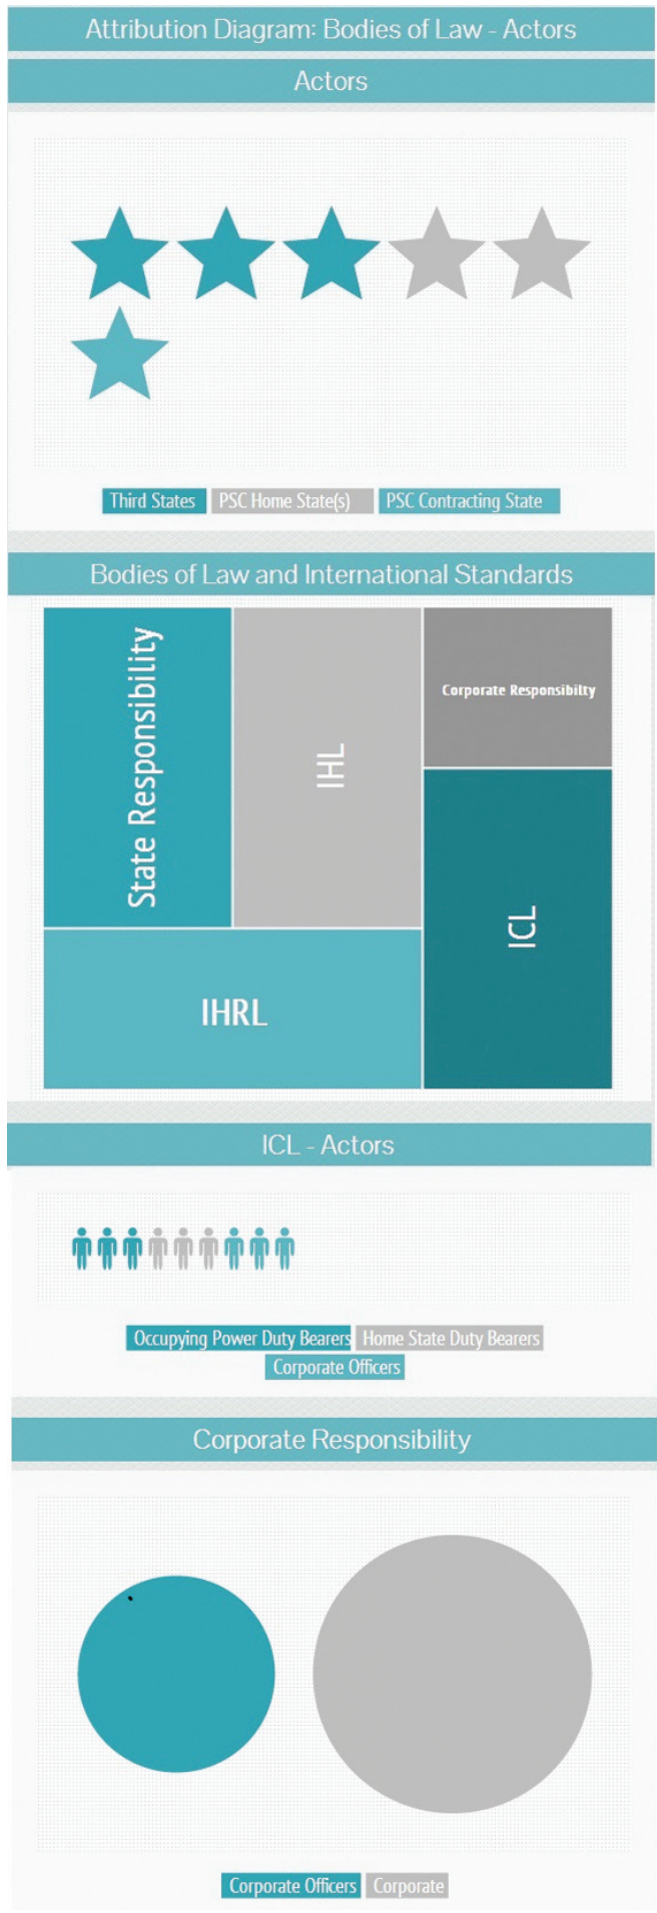 Attribution Diagram: Bodies of Law - Actors
Actors
Third States PSC Home State(s) PSC Contracting State
Bodies of Law and International Standards
State Responsibility
IHL
Corporate Responsibilty
ICL
IHRL
ICL - Actors
Occupying Power Duty Bearers Home State Duty Bearers
Corporate Officers
Corporate Responsibility
Corporate Officers Corporate